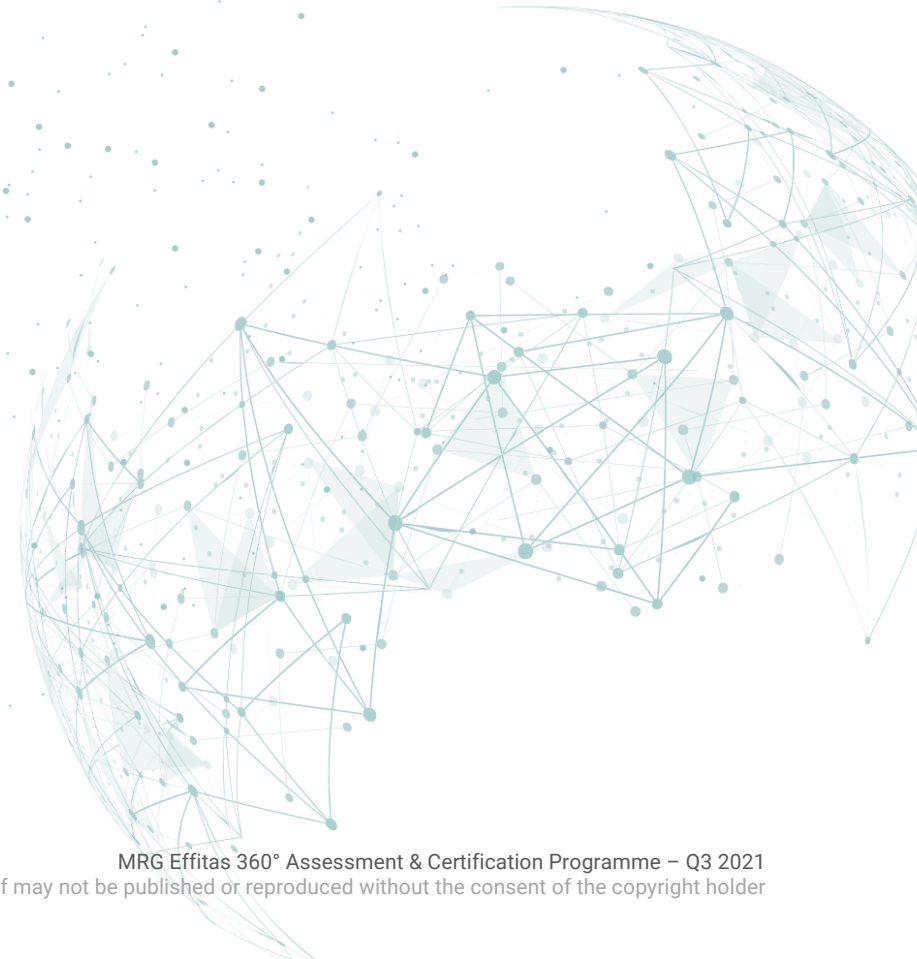 MRG Effitas 360° Assessment & Certification Programme – Q3 2021
f may not be published or reproduced without the consent of the copyright holder